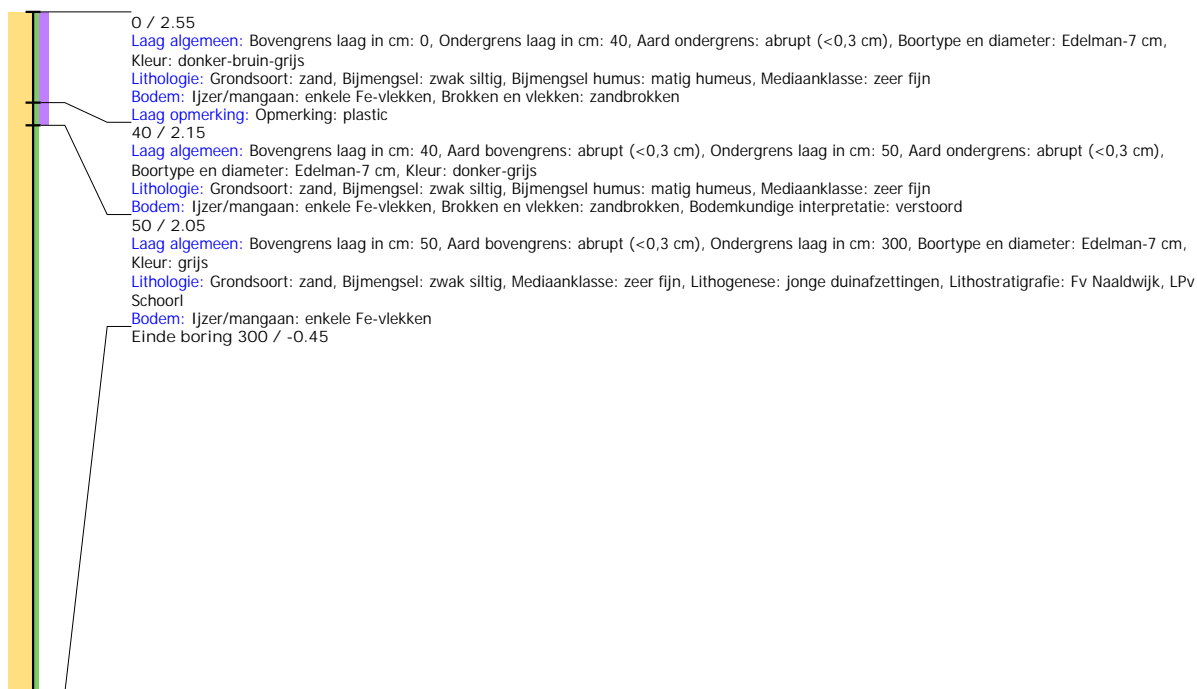 0 / 2.55
Laag algemeen: Bovengrens laag in cm: 0, Ondergrens laag in cm: 40, Aard ondergrens: abrupt (<0,3 cm), Boortype en diameter: Edelman-7 cm,
Kleur: donker-bruin-grijs
Lithologie: Grondsoort: zand, Bijmengsel: zwak siltig, Bijmengsel humus: matig humeus, Mediaanklasse: zeer fijn
Bodem: Ijzer/mangaan: enkele Fe-vlekken, Brokken en vlekken: zandbrokken
Laag opmerking: Opmerking: plastic
40 / 2.15
Laag algemeen: Bovengrens laag in cm: 40, Aard bovengrens: abrupt (<0,3 cm), Ondergrens laag in cm: 50, Aard ondergrens: abrupt (<0,3 cm),
Boortype en diameter: Edelman-7 cm, Kleur: donker-grijs
Lithologie: Grondsoort: zand, Bijmengsel: zwak siltig, Bijmengsel humus: matig humeus, Mediaanklasse: zeer fijn
Bodem: Ijzer/mangaan: enkele Fe-vlekken, Brokken en vlekken: zandbrokken, Bodemkundige interpretatie: verstoord
50 / 2.05
Laag algemeen: Bovengrens laag in cm: 50, Aard bovengrens: abrupt (<0,3 cm), Ondergrens laag in cm: 300, Boortype en diameter: Edelman-7 cm,
Kleur: grijs
Lithologie: Grondsoort: zand, Bijmengsel: zwak siltig, Mediaanklasse: zeer fijn, Lithogenese: jonge duinafzettingen, Lithostratigrafie: Fv Naaldwijk, LPv
Schoorl
Bodem: Ijzer/mangaan: enkele Fe-vlekken
Einde boring 300 / -0.45